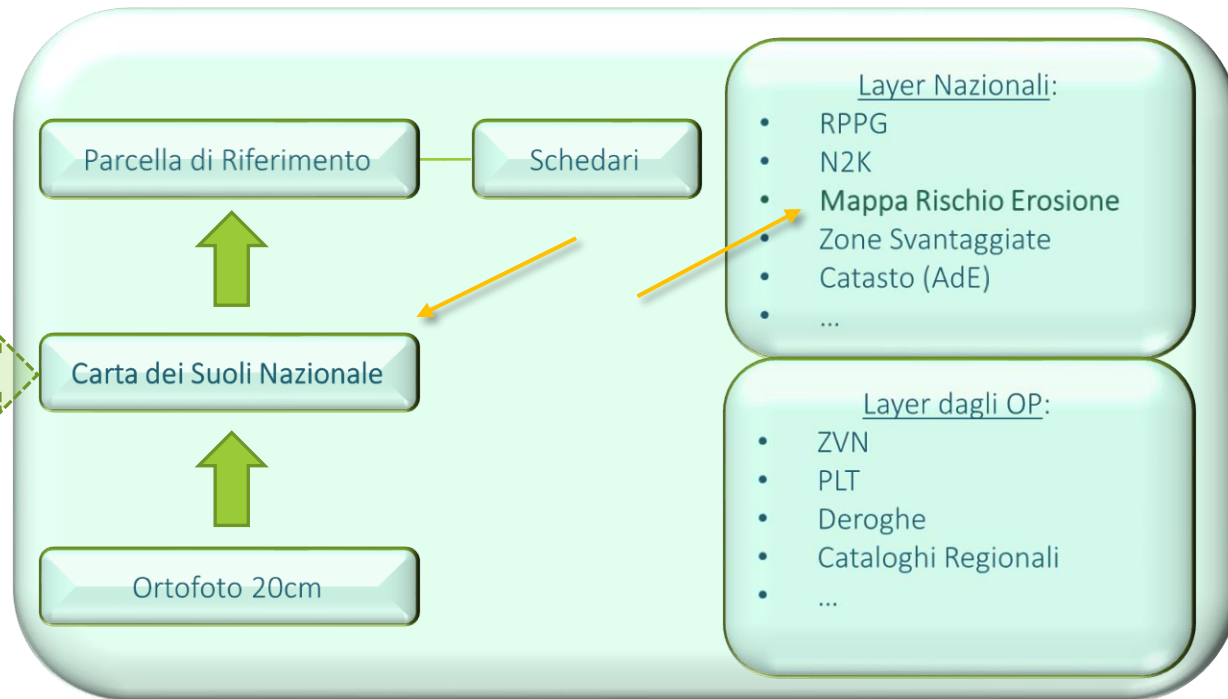 Parcella di Riferimento
Schedari
Carta dei Suoli Nazionale
Ortofoto 20cm
Layer Nazionali:
• RPPG
• N2K
• Mappa Rischio Erosione
• Zone Svantaggiate
• Catasto (AdE)
• ...
Layer dagli OP:
• ZVN
• PLT
• Deroghe
• Cataloghi Regionali
• ...